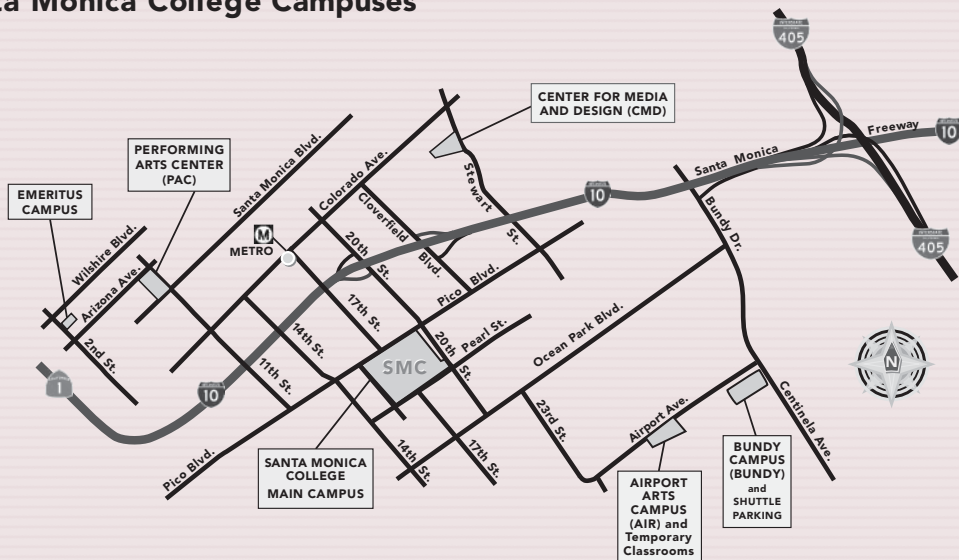 ta Monica College Campuses
405
CENTER FOR MEDIA
AND DESIGN (CMD)
Freeway
10
PERFORMING
ARTS CENTER
(PAC)
Santa Monica Blvd.
Colorado Ave.
Santa Monica
Stewart
St.
EMERITUS
CAMPUS
10
Cloverfield
Blvd.
Bundy Dr.
Wilshire Blvd.
M
METRO
20th
St.
405
Arizona Ave.
Pico Blvd.
17th St.
2nd St.
14th St.
20th
St.
Pearl St.
Ocean Park Blvd.
N
1
10
11th St.
SMC
Centinela Ave.
23rd St.
Airport Ave.
Pico Blvd.
14th St.
17th St.
SANTA MONICA
COLLEGE
MAIN CAMPUS
BUNDY
CAMPUS
(BUNDY)
and
SHUTTLE
PARKING
AIRPORT
ARTS
CAMPUS
(AIR) and
Temporary
Classrooms